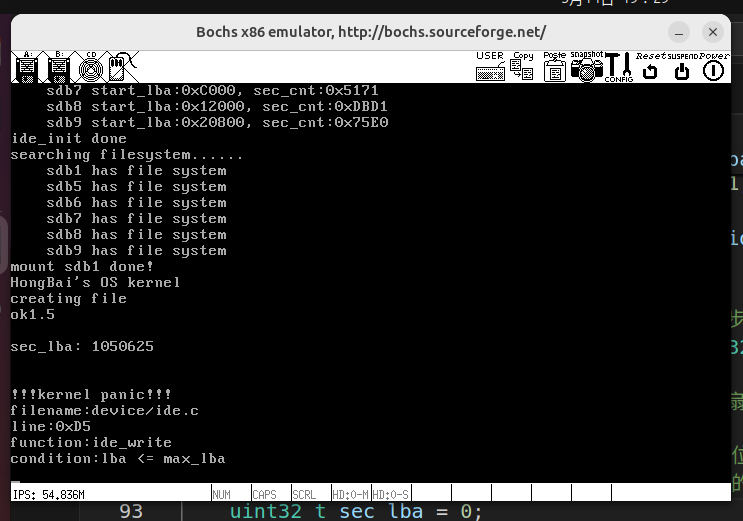 Bochs x86 emulator, http://bochs.sourceforge.net/
A:
B:
CD
USER
Copy
Paste
snapshot
CONFIG
Reset
SUSPEND
Power
sdb7 start_lba:0xC000, sec_cnt:0x5171
sdb8 start_lba:0x12000, sec_cnt:0xDBD1
sdb9 start_lba:0x20800, sec_cnt:0x75E0
ide_init done
searching filesystem......
sdb1 has file system
sdb5 has file system
sdb6 has file system
sdb7 has file system
sdb8 has file system
sdb9 has file system
mount sdb1 done!
HongBai's OS kernel
creating file
ok1.5
sec_lba: 1050625
!!!kernel panic!!!
filename:device/ide.c
line:0xD5
function:ide_write
condition:lba <= max_lba
IPS: 54.836M
NUM
CAPS
SCRL
HD:0-M
HD:0-S
93 uint32_t sec_lba = 0;